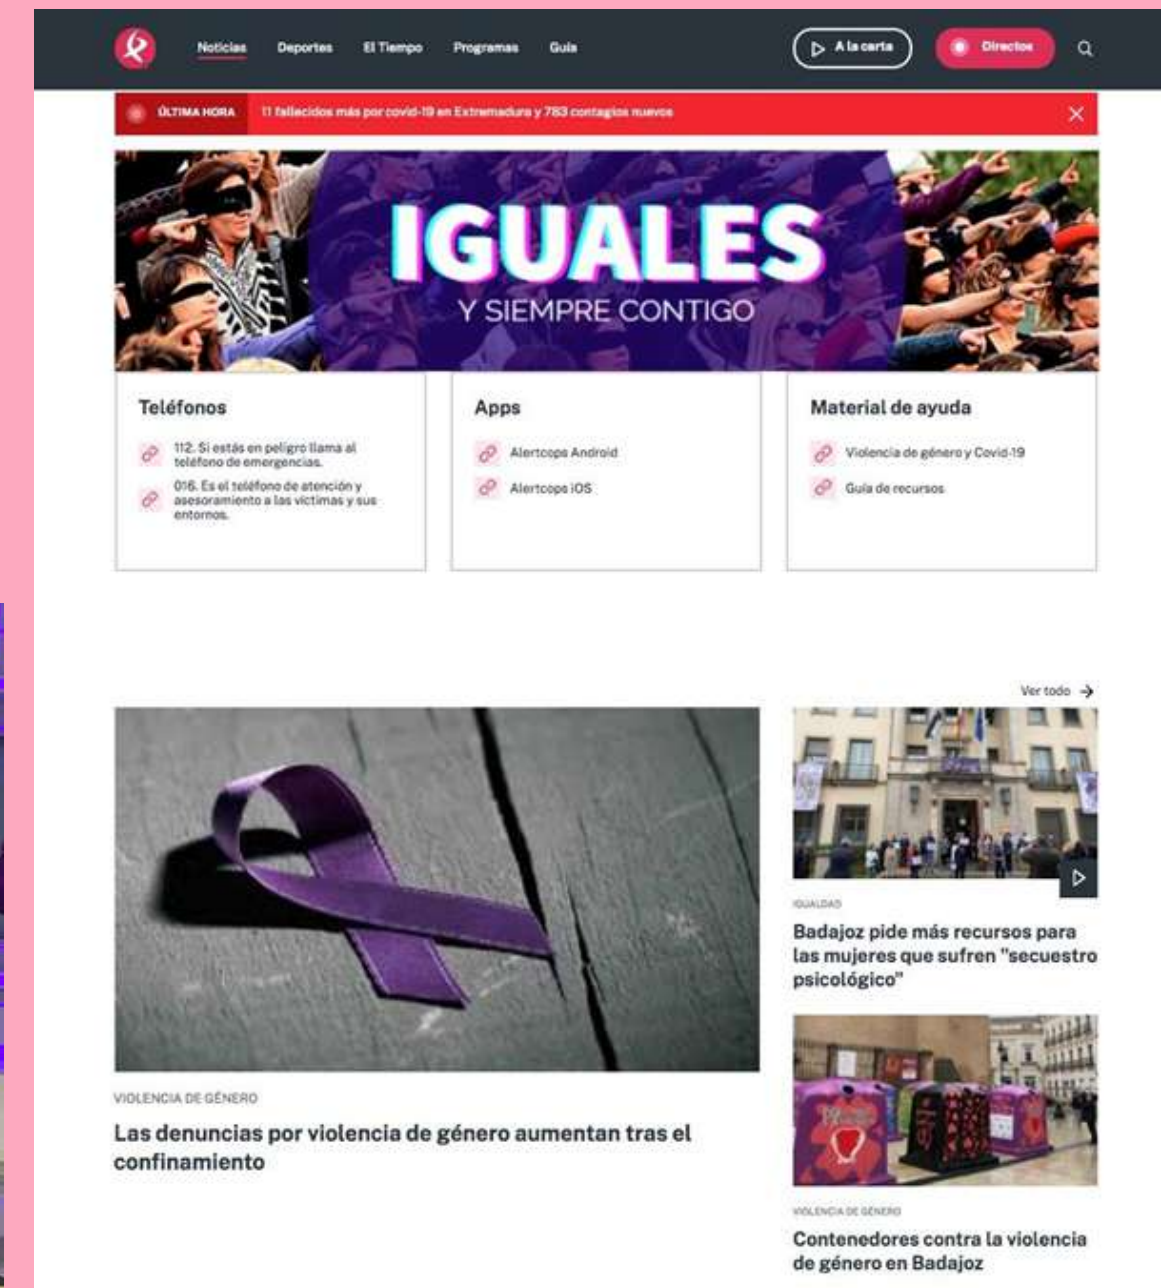 Noticias
Deportes
El Tiempo
Programas
Guía
A la carta
Directos
ÚLTIMA HORA
11 fallecidos más por covid-19 en Extremadura y 783 contagios nuevos
IGUALES
Y SIEMPRE CONTIGO
Teléfonos
112. Si estás en peligro llama al
teléfono de emergencias.
016. Es el teléfono de atención y
asesoramiento a las víctimas y sus
entornos.
Apps
Alertcops Android
Alertcops iOS
Material de ayuda
Violencia de género y Covid-19
Guía de recursos
Ver todo
VIOLENCIA DE GÉNERO
Las denuncias por violencia de género aumentan tras el
confinamiento
IGUALDAD
Badajoz pide más recursos para
las mujeres que sufren "secuestro
psicológico"
VIOLENCIA DE GÉNERO
Contenedores contra la violencia
de género en Badajoz